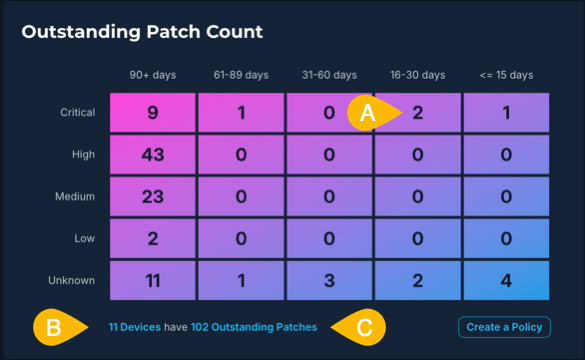 Outstanding Patch Count
90+ days 61-89 days 31-60 days 16-30 days <= 15 days
Critical 9 1 0 A 2 1
High 43 0 0 0 0
Medium 23 0 0 0 0
Low 2 0 0 0 0
Unknown 11 1 3 2 4
B 11 Devices have 102 Outstanding Patches C Create a Policy